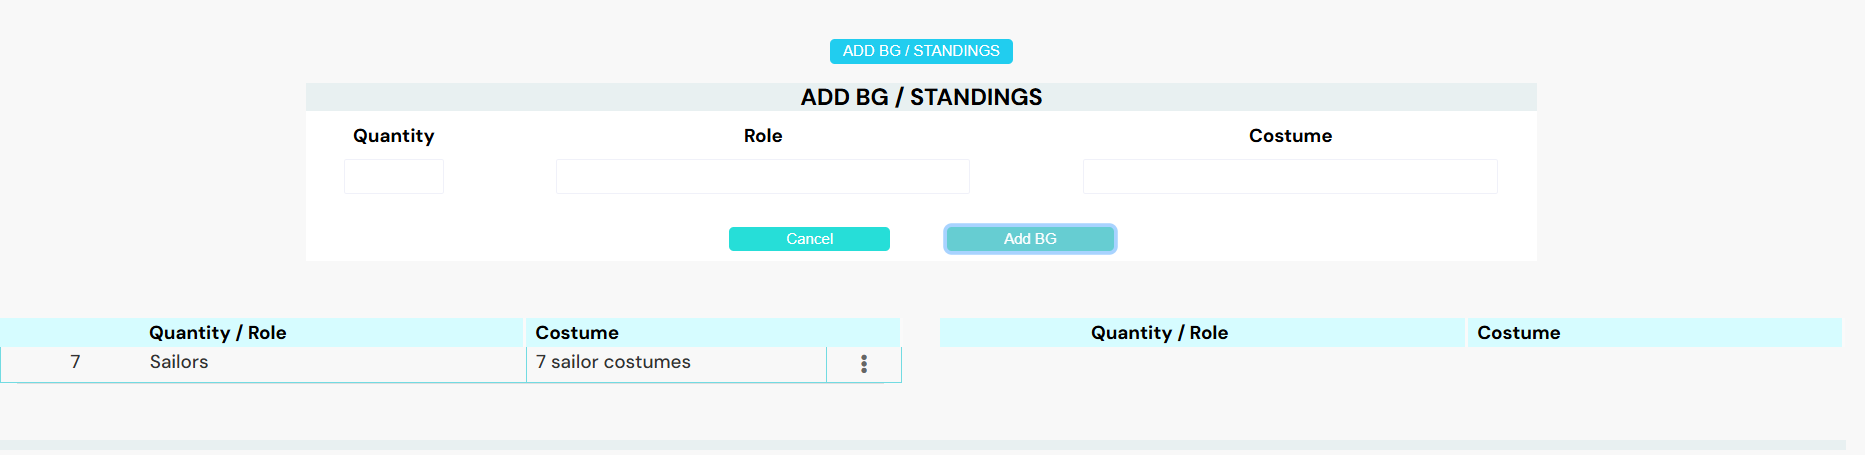 ADD BG / STANDINGS
ADD BG / STANDINGS
Quantity Role Costume
Cancel Add BG
Quantity / Role Costume Quantity / Role Costume
7 Sailors 7 sailor costumes